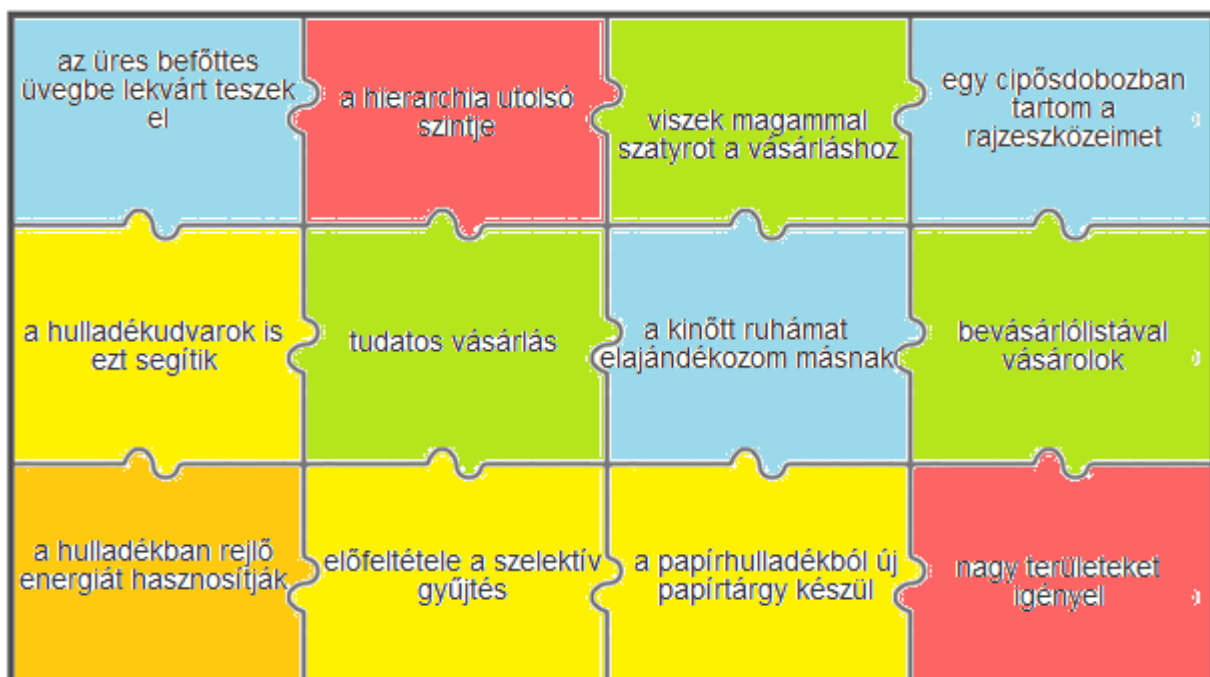 az üres befőttes
üvegbe lekvárt teszek
el
a hierarchia utolsó
szintje
viszek magammal
szatyrot a vásárláshoz
egy cipősdobozban
tartom a
rajzeszközeimet
a hulladékudvarok is
ezt segítik
tudatos vásárlás
a kinőtt ruhámat
elajándékozom másnak
bevásárlólistával
vásárolok
a hulladékban rejlő
energiát hasznosítják
előfeltétele a szelektív
gyűjtés
a papírhulladékból új
papírtárgy készül
nagy területeket
igényel